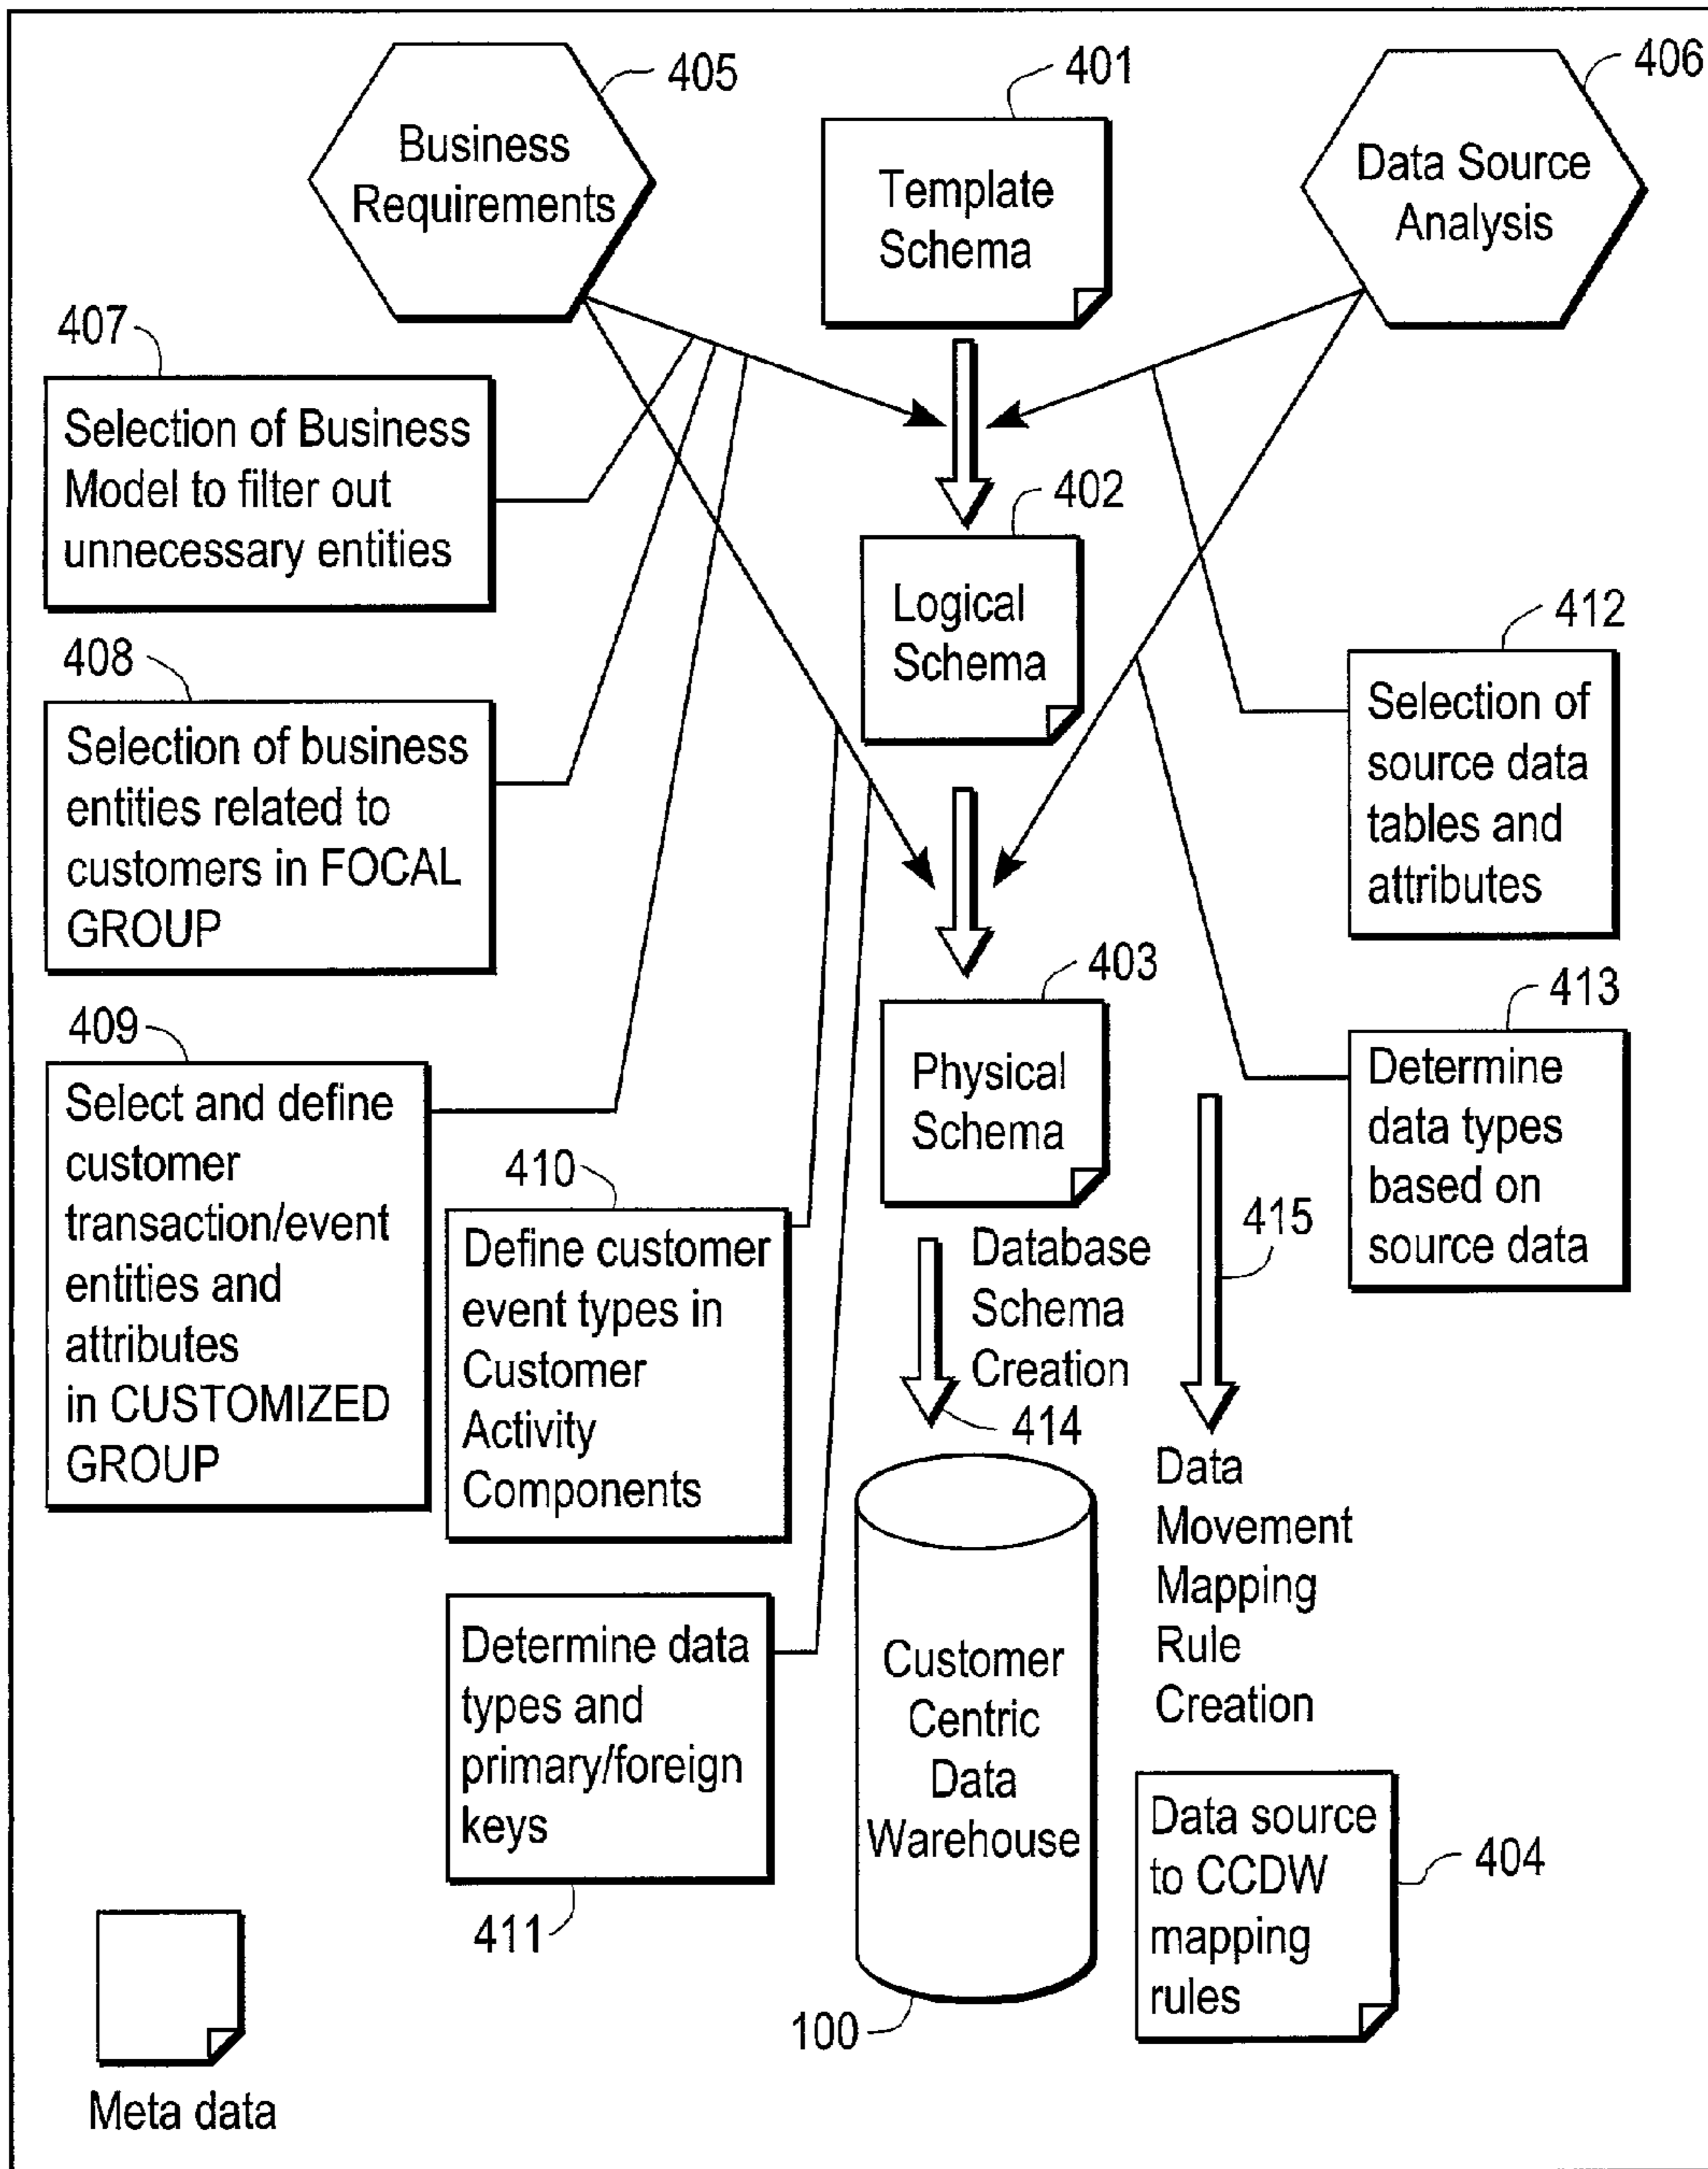 405
Business
Requirements
401
Template
Schema
406
Data Source
Analysis
407
Selection of Business
Model to filter out
unnecessary entities
402
Logical
Schema
408
Selection of business
entities related to
customers in FOCAL
GROUP
412
Selection of
source data
tables and
attributes
409
Select and define
customer
transaction/event
entities and
attributes
in CUSTOMIZED
GROUP
403
Physical
Schema
413
Determine
data types
based on
source data
410
Define customer
event types in
Customer
Activity
Components
Database
Schema
Creation
414
415
Data
Movement
Mapping
Rule
Creation
Determine data
types and
primary/foreign
keys
411
Customer
Centric
Data
Warehouse
100
Data source
to CCDW
mapping
rules
404
Meta data